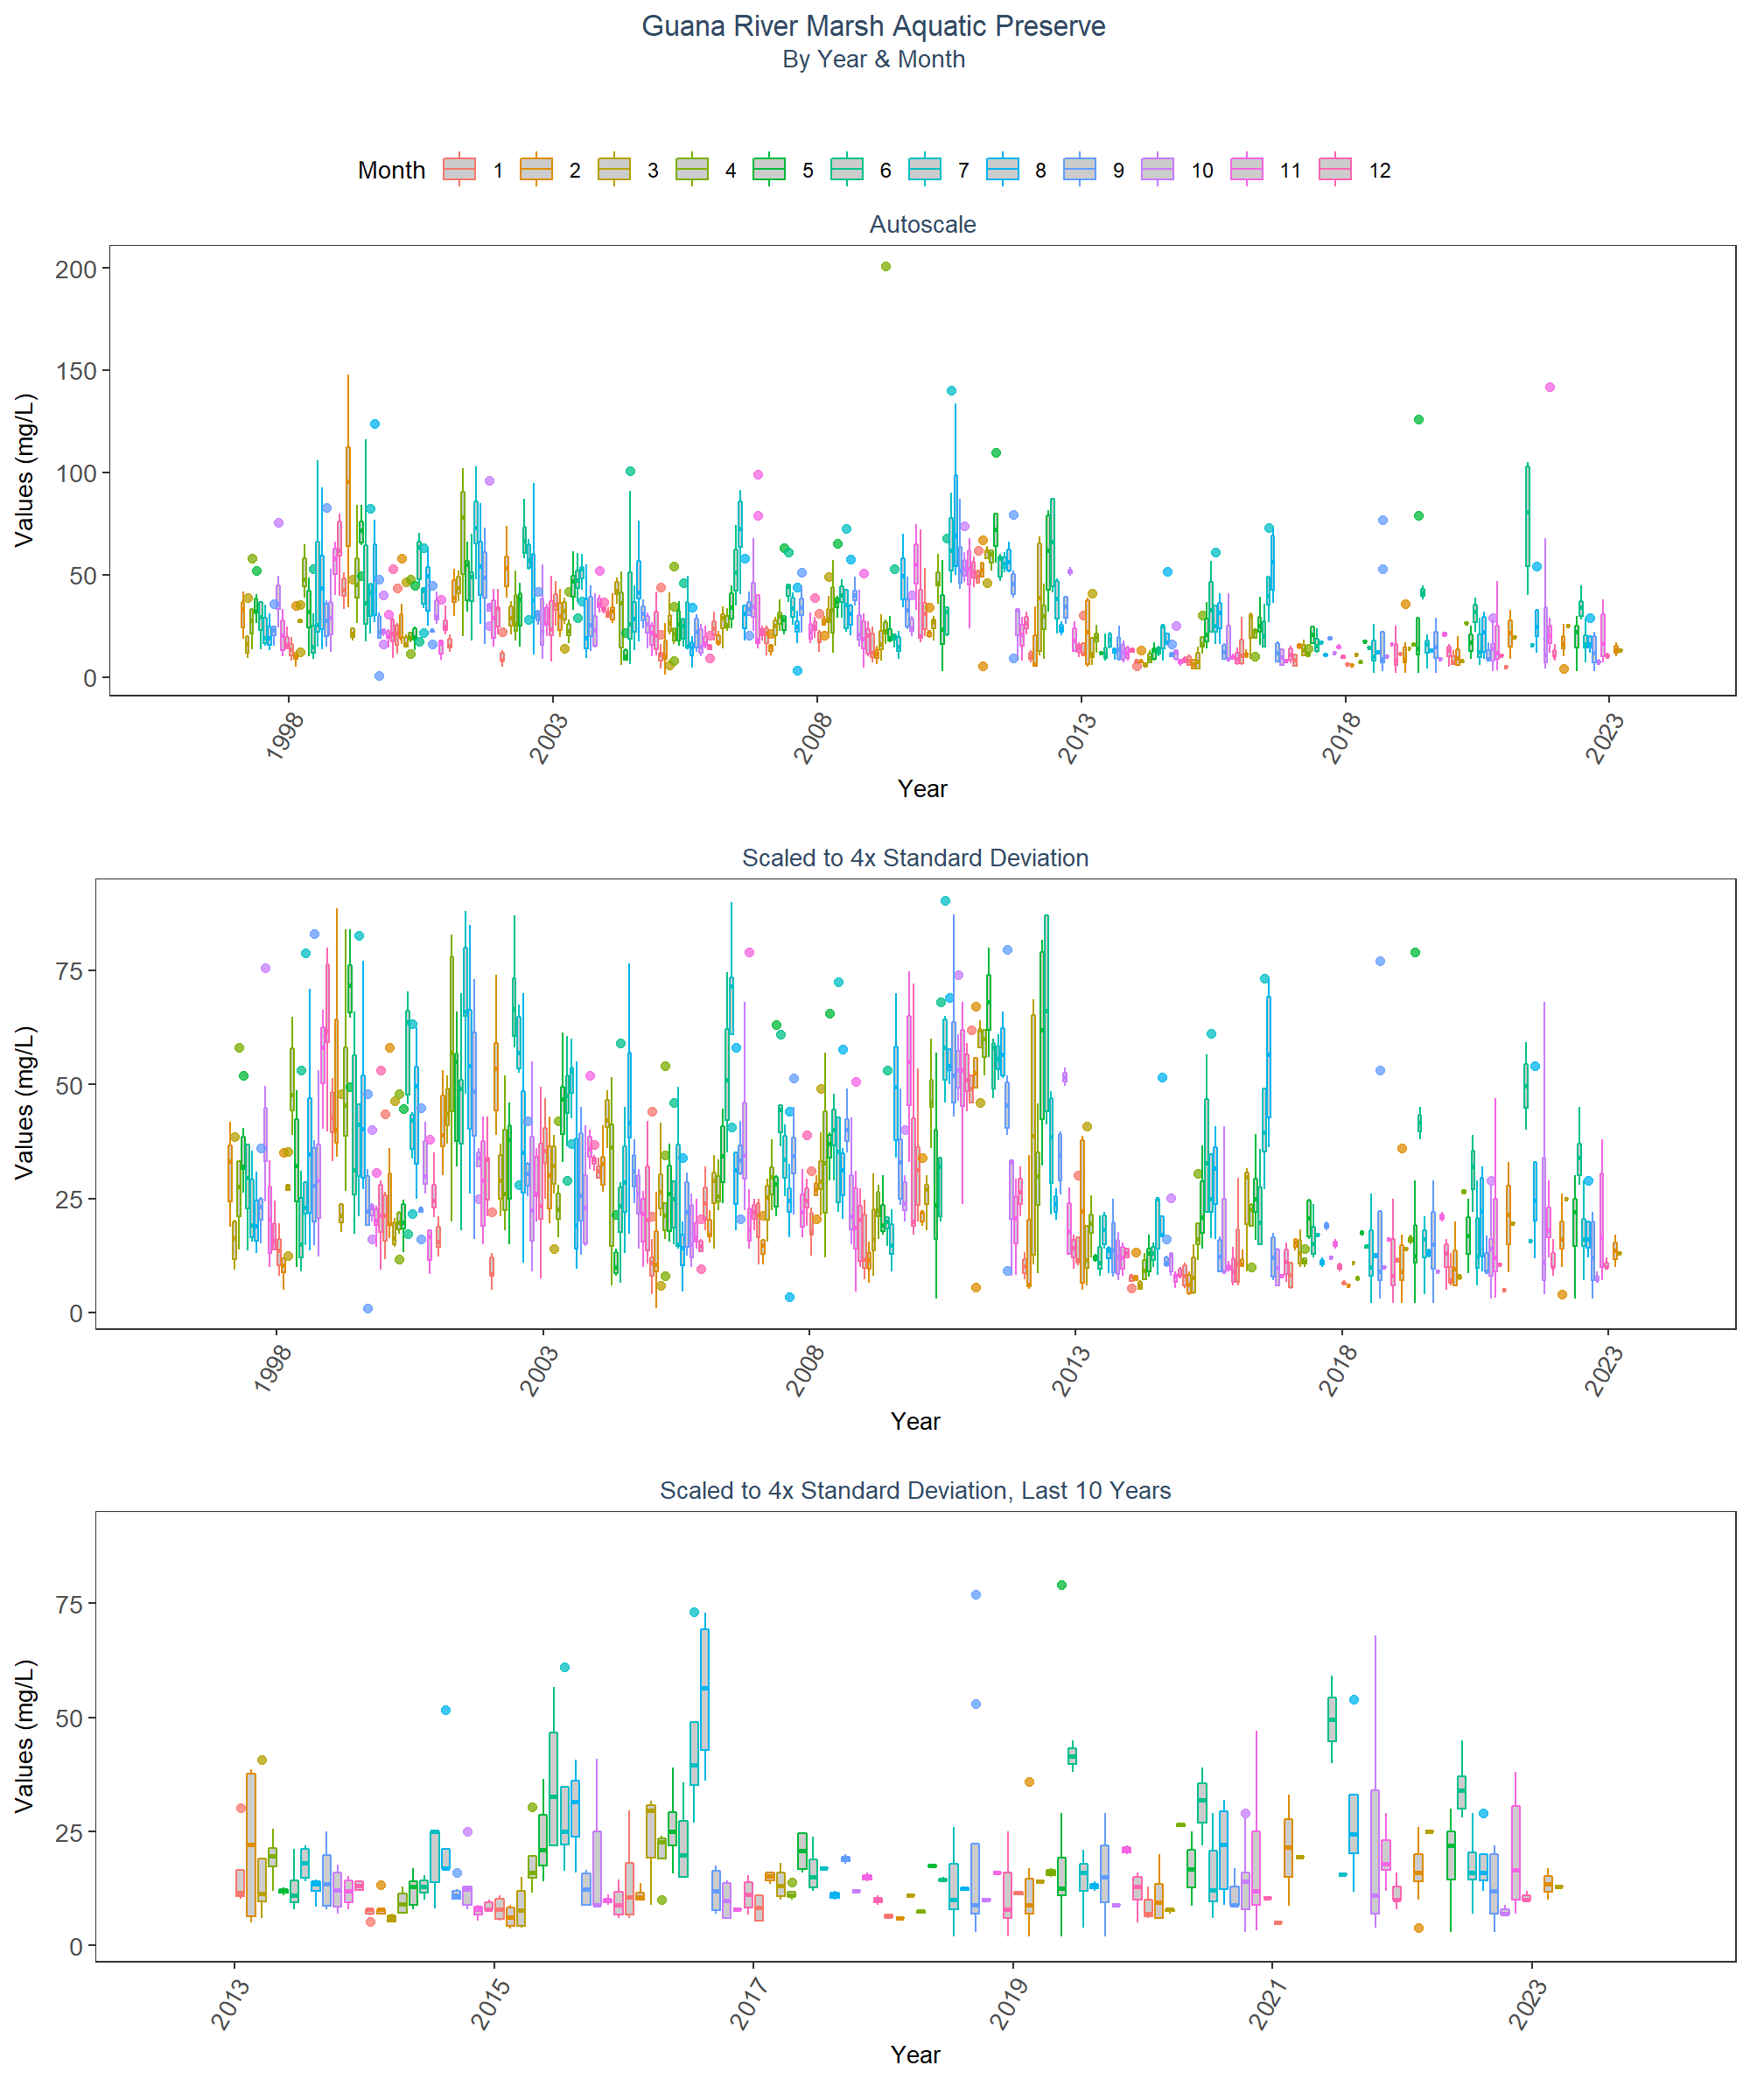 Guana River Marsh Aquatic Preserve
By Year & Month
Month 1 2 3 4 5 6 7 8 9 10 11 12
Autoscale
Values (mg/L)
200
150
100
50
0
1998 2003 2008 2013 2018 2023
Year
Scaled to 4x Standard Deviation
Values (mg/L)
75
50
25
0
1998 2003 2008 2013 2018 2023
Year
Scaled to 4x Standard Deviation, Last 10 Years
Values (mg/L)
75
50
25
0
2013 2015 2017 2019 2021 2023
Year